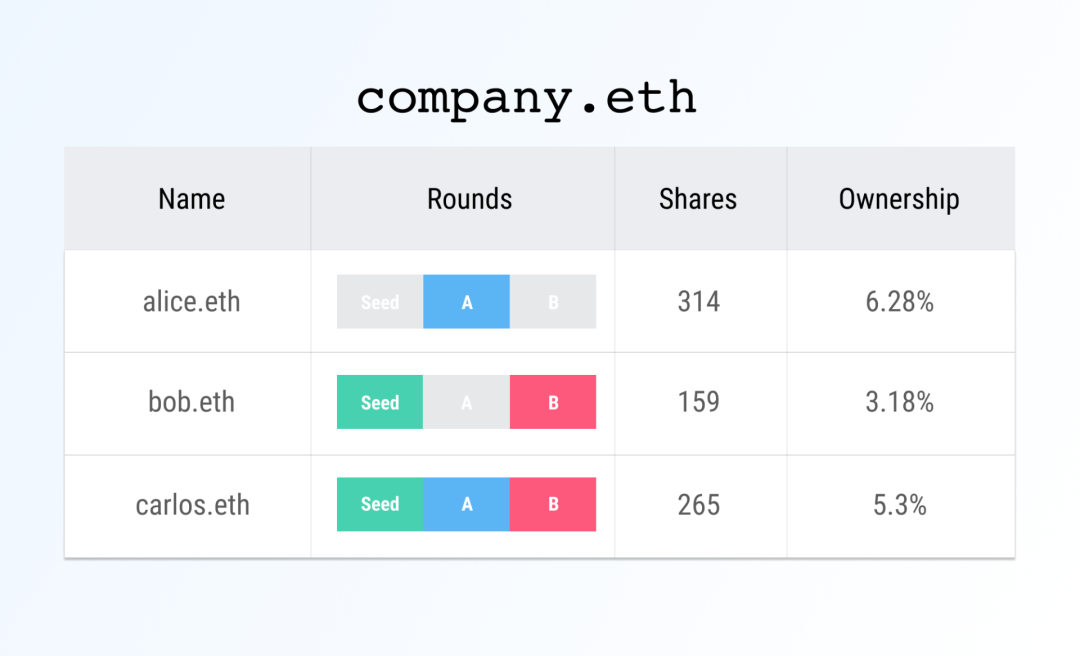 company.eth
Name Rounds Shares Ownership
alice.eth Seed A B 314 6.28%
bob.eth Seed A B 159 3.18%
carlos.eth Seed A B 265 5.3%